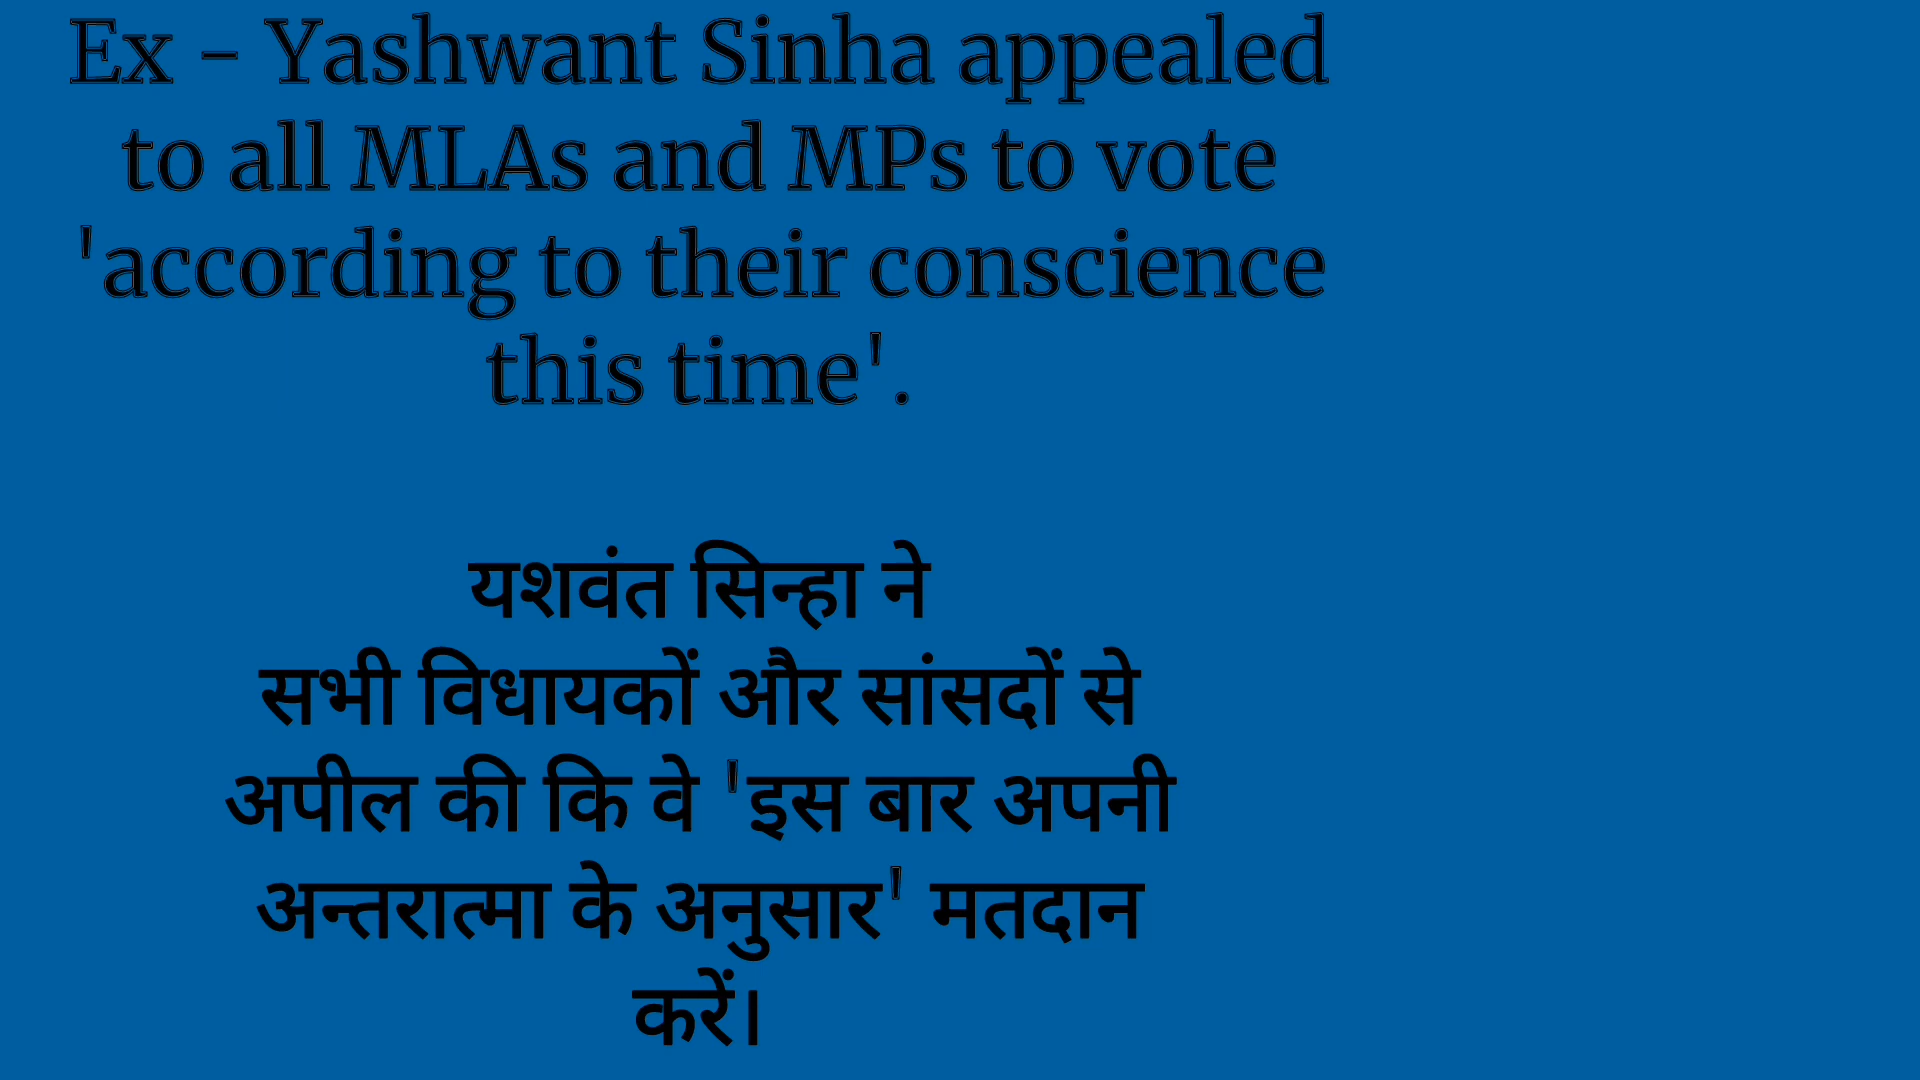 Ex - Yashwant Sinha appealed
to all MLAs and MPs to vote
'according to their conscience
this time'.
यशवंत सिन्हा ने
सभी विधायकों और सांसदों से
अपील की कि वे 'इस बार अपनी
अन्तरात्मा के अनुसार' मतदान
करें।